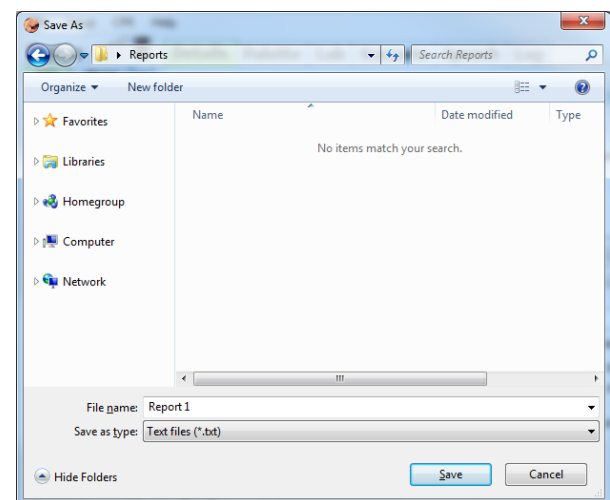 Save As
Reports
Search Reports
Organize New folder
Name Date modified Type
Favorites
No items match your search.
Libraries
Homegroup
Computer
Network
File name: Report 1
Save as type: Text files (*.txt)
Hide Folders Save Cancel